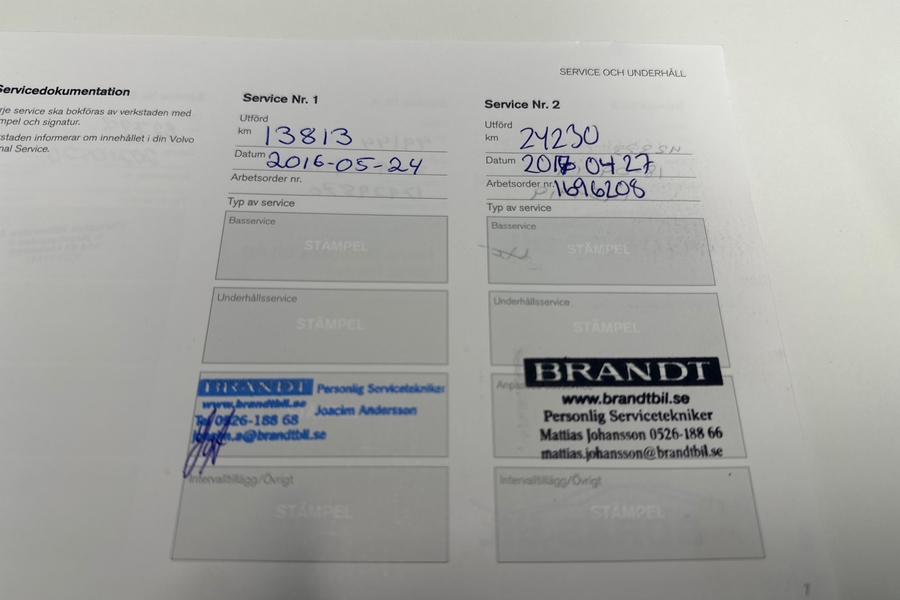 SERVICE OCH UNDERHÅLL
Servicedokumentation
rje service ska bokföras av verkstaden med
mpel och signatur.
staden informerar om innehållet i din Volvo
nal Service.
Service Nr. 1
Utförd
km 13813
Datum 2016-05-24
Arbetsorder nr.
Typ av service
Basservice
STÄMPEL
Underhållsservice
STÄMPEL
BRANDT Personlig Servicetekniker
www.brandtbil.se
Joacim Andersson
Tel 0526-188 68
joacim.a@brandtbil.se
Intervalltillägg/Övrigt
STÄMPEL
Service Nr. 2
Utförd
km 24230
Datum 2017 04 27
Arbetsorder nr. 1696208
Typ av service
Basservice
STÄMPEL
Underhållsservice
STÄMPEL
BRANDT
www.brandtbil.se
Personlig Servicetekniker
Mattias Johansson 0526-188 66
mattias.johansson@brandtbil.se
Intervalltillägg/Övrigt
STÄMPEL